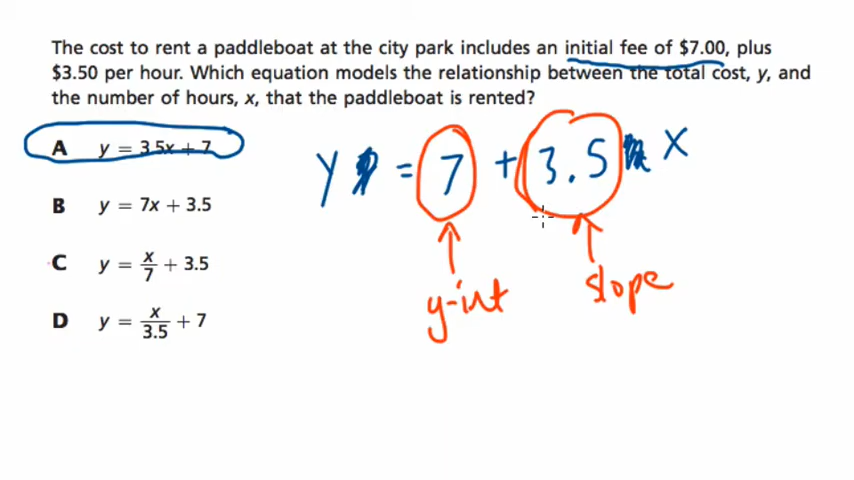 The cost to rent a paddleboat at the city park includes an initial fee of $7.00, plus
$3.50 per hour. Which equation models the relationship between the total cost, y, and
the number of hours, x, that the paddleboat is rented?
A y = 3.5x + 7
B y = 7x + 3.5
C y = x/7 + 3.5
D y = x/3.5 + 7
y = 7 + 3.5 x
y-int
slope